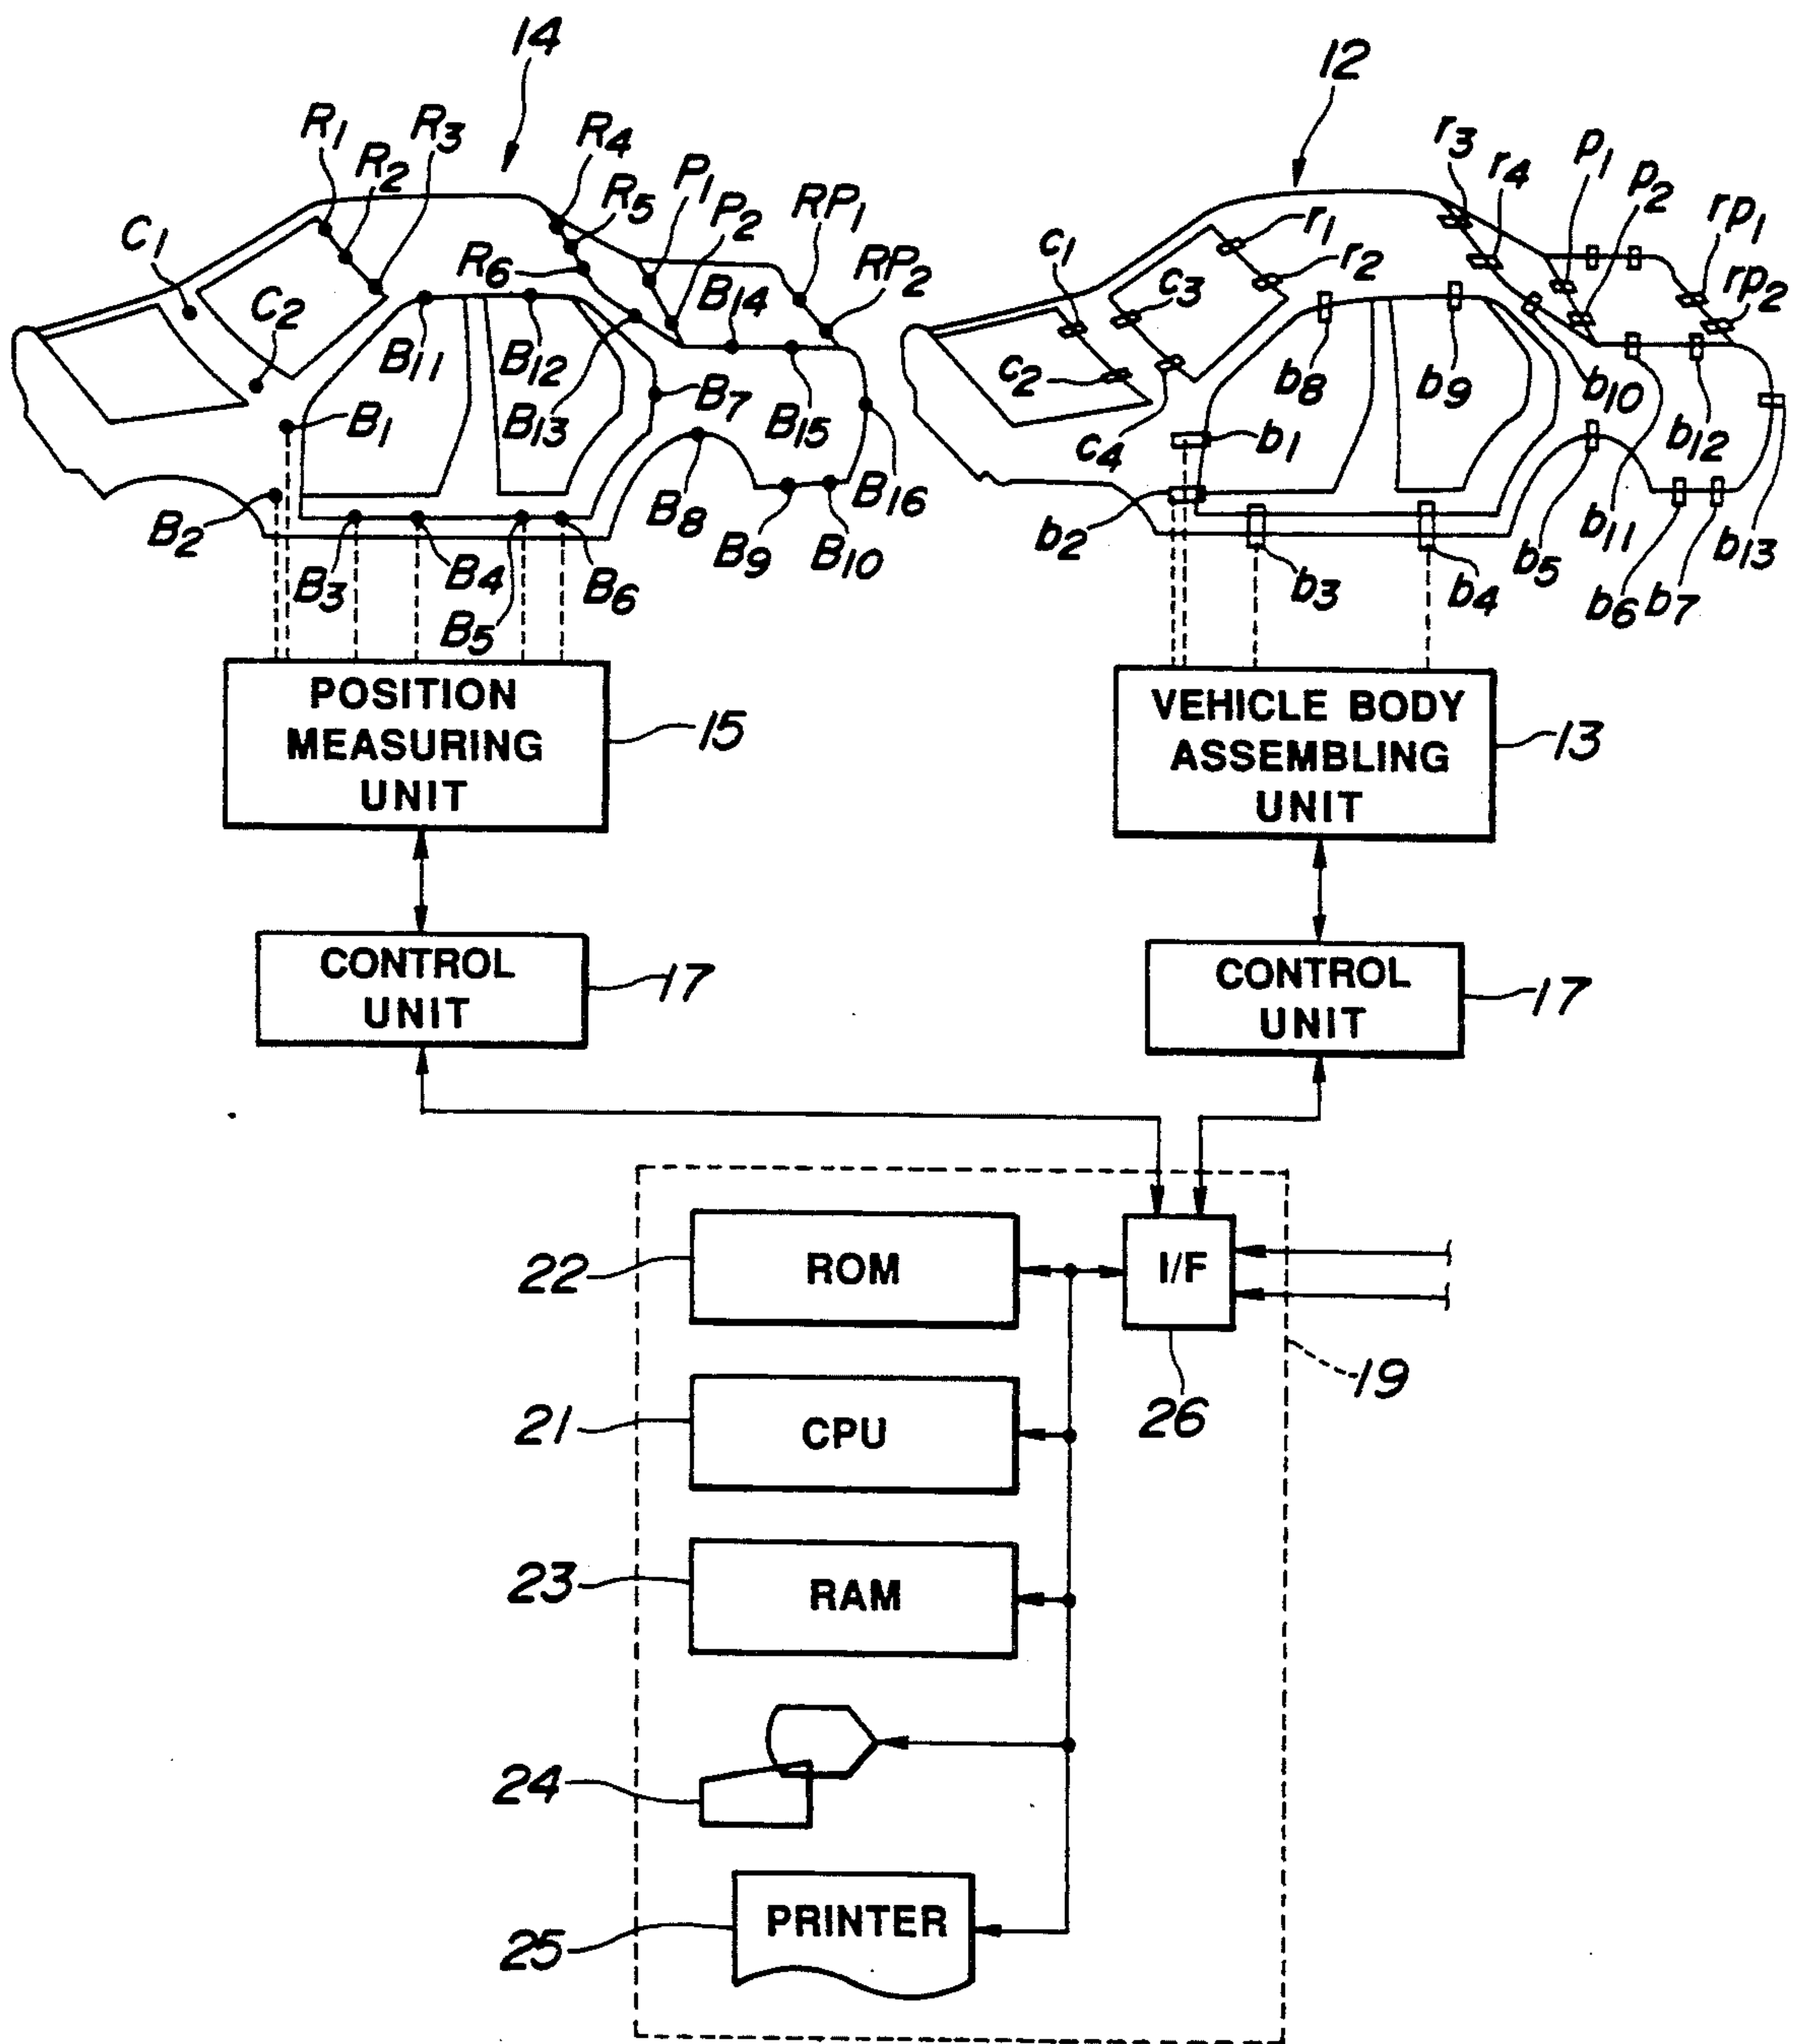 14
12
R1
R2
R3
R4
R5
R6
P1
P2
RP1
RP2
C1
C2
B11
B12
B13
B14
B15
B7
B1
B2
B3
B4
B5
B6
B8
B9
B10
B16
r3
r4
p1
p2
rp1
rp2
r1
r2
c1
c3
c2
c4
b8
b9
b10
b12
b1
b2
b3
b4
b5
b11
b6
b7
b13
POSITION
MEASURING
UNIT
15
VEHICLE BODY
ASSEMBLING
UNIT
13
CONTROL
UNIT
17
CONTROL
UNIT
17
22
ROM
I/F
26
19
21
CPU
23
RAM
24
25
PRINTER